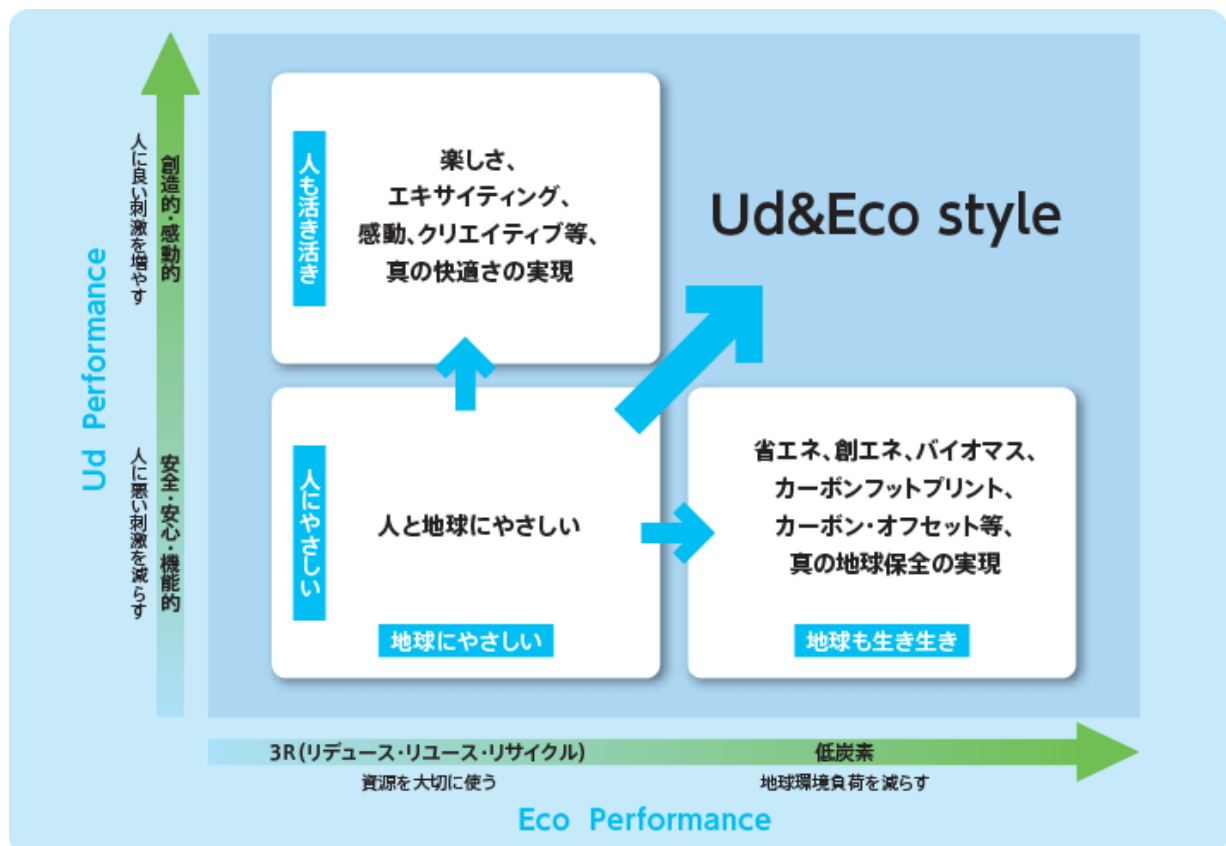 Ud Performance
人に良い刺激を増やす
創造的・感動的
人に悪い刺激を減らす
安全・安心・機能的
人も活き活き
楽しさ、
エキサイティング、
感動、クリエイティブ等、
真の快適さの実現
Ud&Eco style
人にやさしい
人と地球にやさしい
地球にやさしい
省エネ、創エネ、バイオマス、
カーボンフットプリント、
カーボン・オフセット等、
真の地球保全の実現
地球も生き生き
3R(リデュース・リユース・リサイクル)
資源を大切に使う
低炭素
地球環境負荷を減らす
Eco Performance